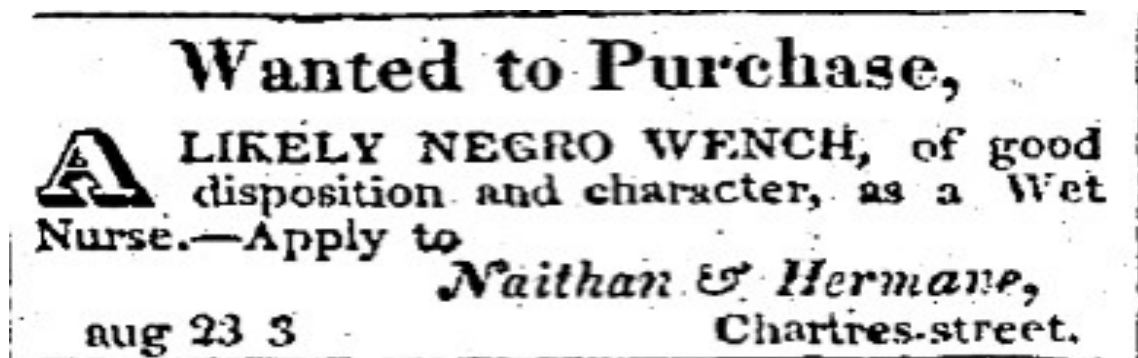 Wanted to Purchase,
A LIKELY NEGRO WENCH, of good
disposition and character, as a Wet
Nurse.—Apply to
Naithan & Hermane,
aug 23 3 Chartres-street.